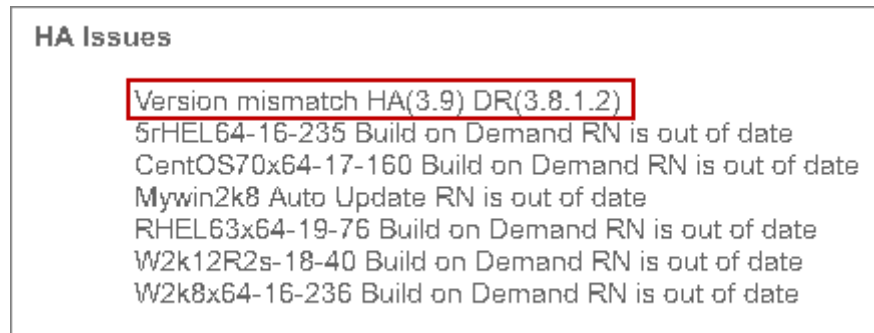 HA Issues
Version mismatch HA(3.9) DR(3.8.1.2)
5rHEL64-16-235 Build on Demand RN is out of date
CentOS70x64-17-160 Build on Demand RN is out of date
Mywin2k8 Auto Update RN is out of date
RHEL63x64-19-76 Build on Demand RN is out of date
W2k12R2s-18-40 Build on Demand RN is out of date
W2k8x64-16-236 Build on Demand RN is out of date